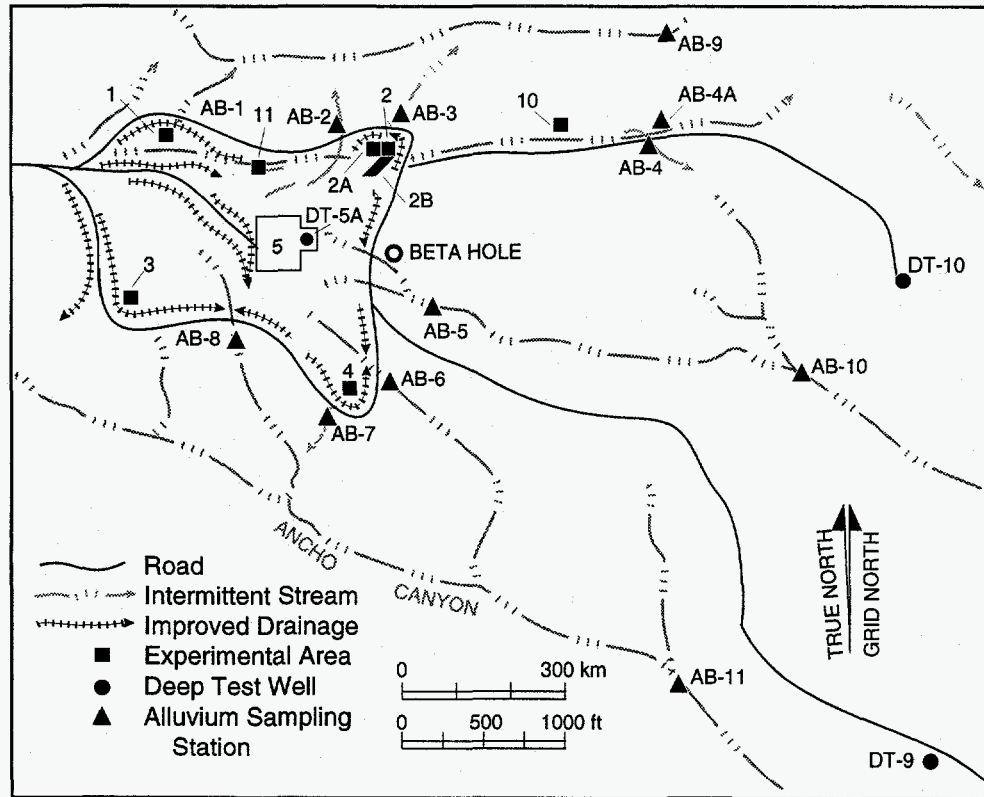 AB-9
1
AB-1
11
AB-2
2
AB-3
10
AB-4A
AB-4
2A
2B
DT-5A
5
BETA HOLE
3
DT-10
AB-8
AB-5
4
AB-6
AB-10
AB-7
ANCHO
CANYON
Road
Intermittent Stream
Improved Drainage
Experimental Area
Deep Test Well
Alluvium Sampling
Station
0 300 km
0 500 1000 ft
TRUE NORTH
GRID NORTH
AB-11
DT-9